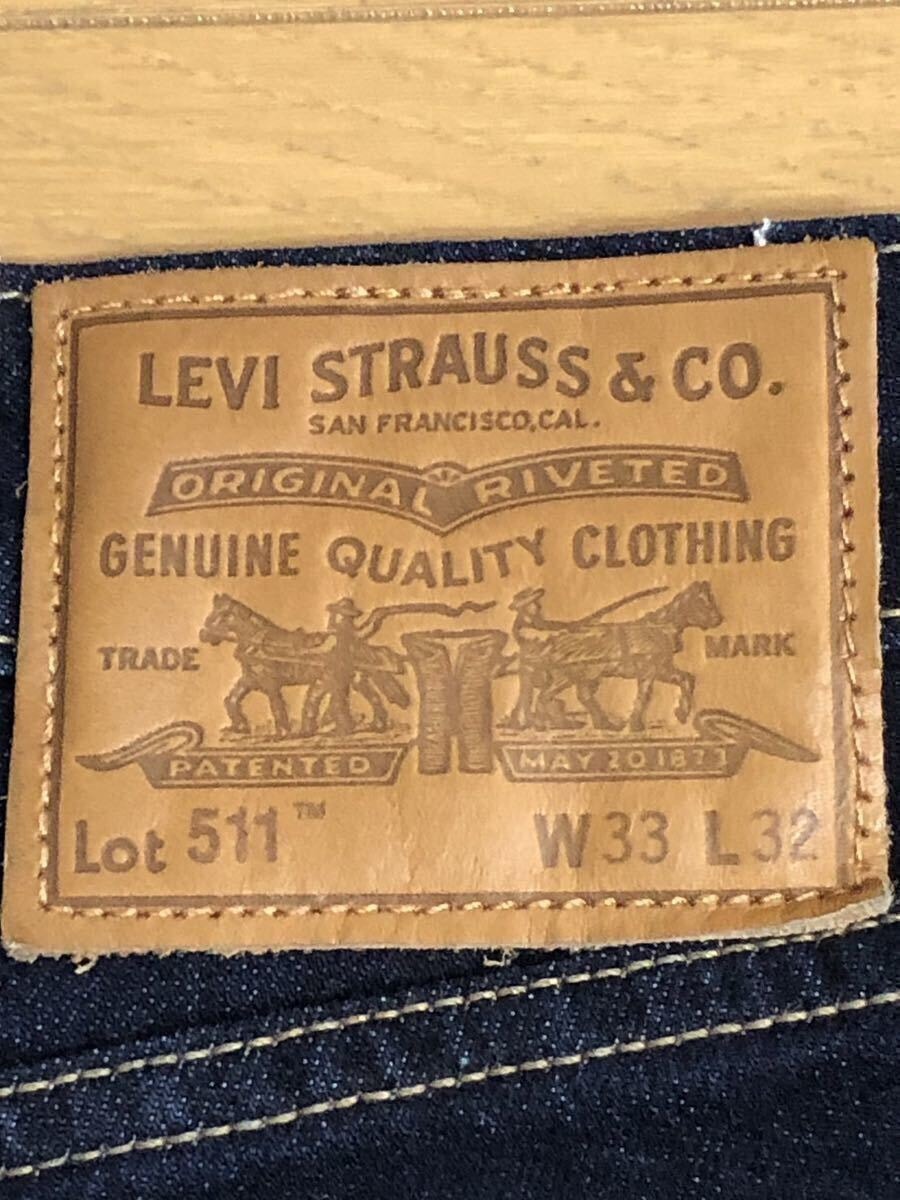 LEVI STRAUSS & CO.
SAN FRANCISCO, CAL.
ORIGINAL RIVETED
GENUINE QUALITY CLOTHING
TRADE MARK
PATENTED MAY 20 1873
Lot 511™ W33 L32